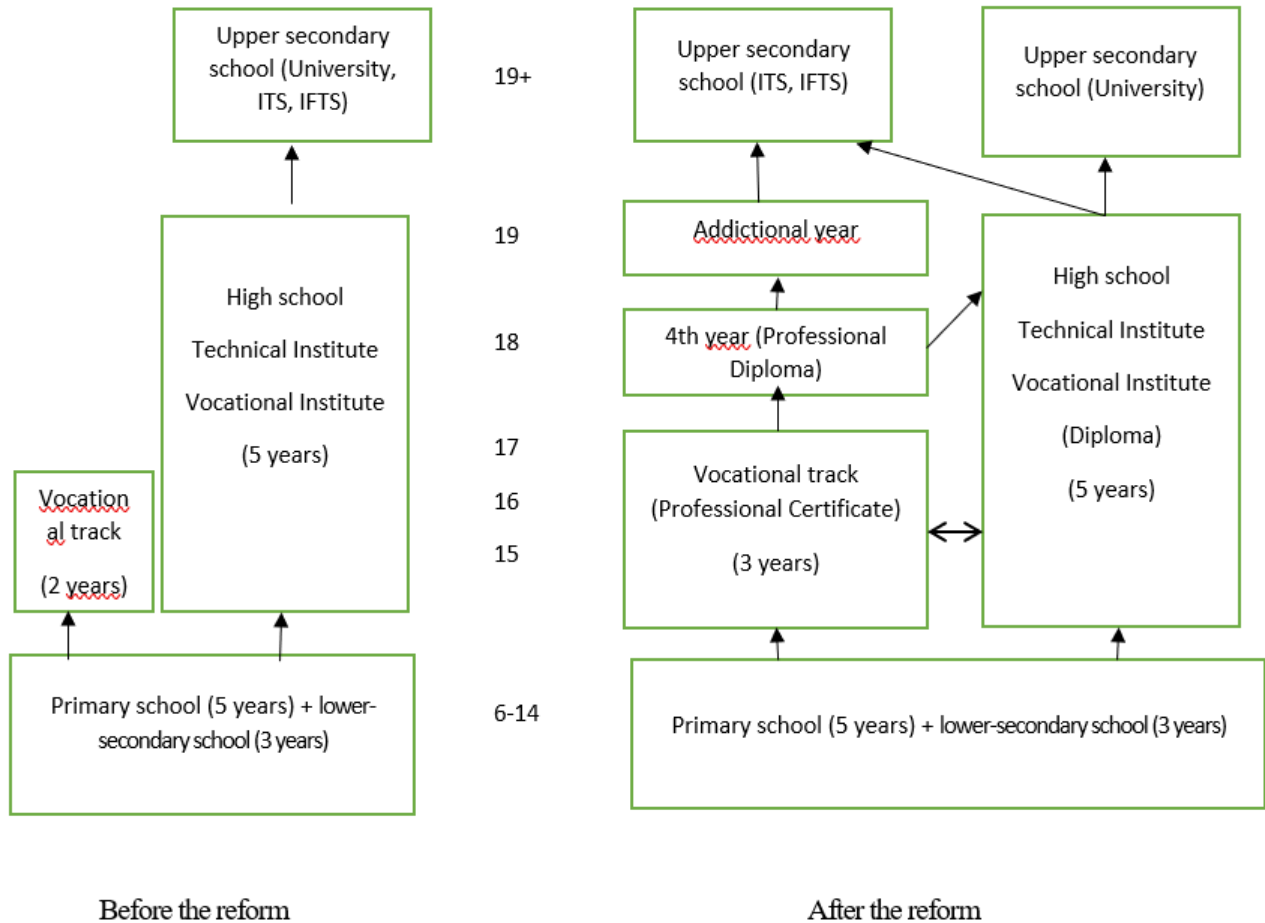 Upper secondary
school (University,
ITS, IFTS)
High school
Technical Institute
Vocational Institute
(5 years)
Vocation
al track
(2 years)
Primary school (5 years) + lower-
secondary school (3 years)
Before the reform
19+
19
18
17
16
15
6-14
Upper secondary
school (ITS, IFTS)
Upper secondary
school (University)
Addictional year
4th year (Professional
Diploma)
Vocational track
(Professional Certificate)
(3 years)
High school
Technical Institute
Vocational Institute
(Diploma)
(5 years)
Primary school (5 years) + lower-secondary school (3 years)
After the reform